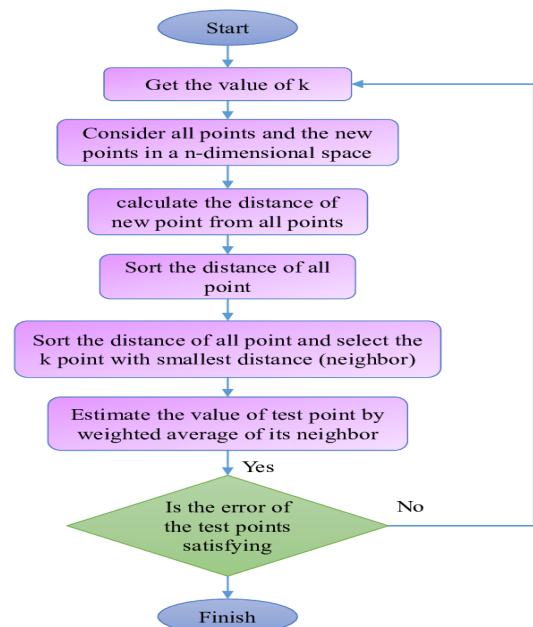 Start
Get the value of k
Consider all points and the new
points in a n-dimensional space
calculate the distance of
new point from all points
Sort the distance of all
point
Sort the distance of all point and select the
k point with smallest distance (neighbor)
Estimate the value of test point by
weighted average of its neighbor
Yes
Is the error of
the test points
satisfying
No
Finish